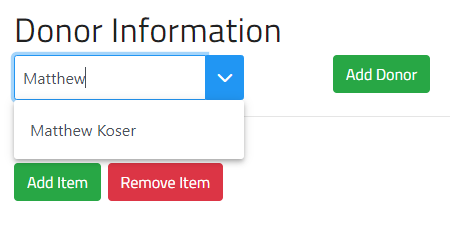 Donor Information
Matthew
Add Donor
Matthew Koser
Add Item
Remove Item